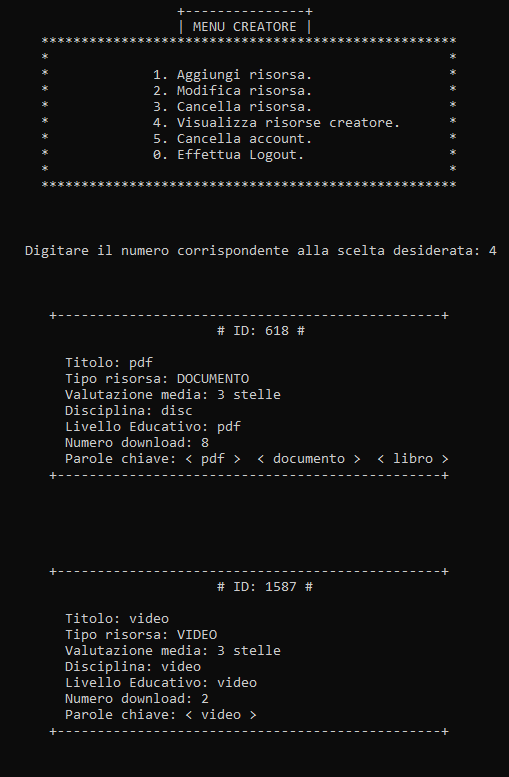 +---------------+
| MENU CREATORE |
****************************************************
*                                                  *
*             1. Aggiungi risorsa.                 *
*             2. Modifica risorsa.                 *
*             3. Cancella risorsa.                 *
*             4. Visualizza risorse creatore.      *
*             5. Cancella account.                 *
*             0. Effettua Logout.                  *
*                                                  *
****************************************************
Digitare il numero corrispondente alla scelta desiderata: 4
+------------------------------------------------+
# ID: 618 #
Titolo: pdf
Tipo risorsa: DOCUMENTO
Valutazione media: 3 stelle
Disciplina: disc
Livello Educativo: pdf
Numero download: 8
Parole chiave: < pdf >  < documento >  < libro >
+------------------------------------------------+
+------------------------------------------------+
# ID: 1587 #
Titolo: video
Tipo risorsa: VIDEO
Valutazione media: 3 stelle
Disciplina: video
Livello Educativo: video
Numero download: 2
Parole chiave: < video >
+------------------------------------------------+